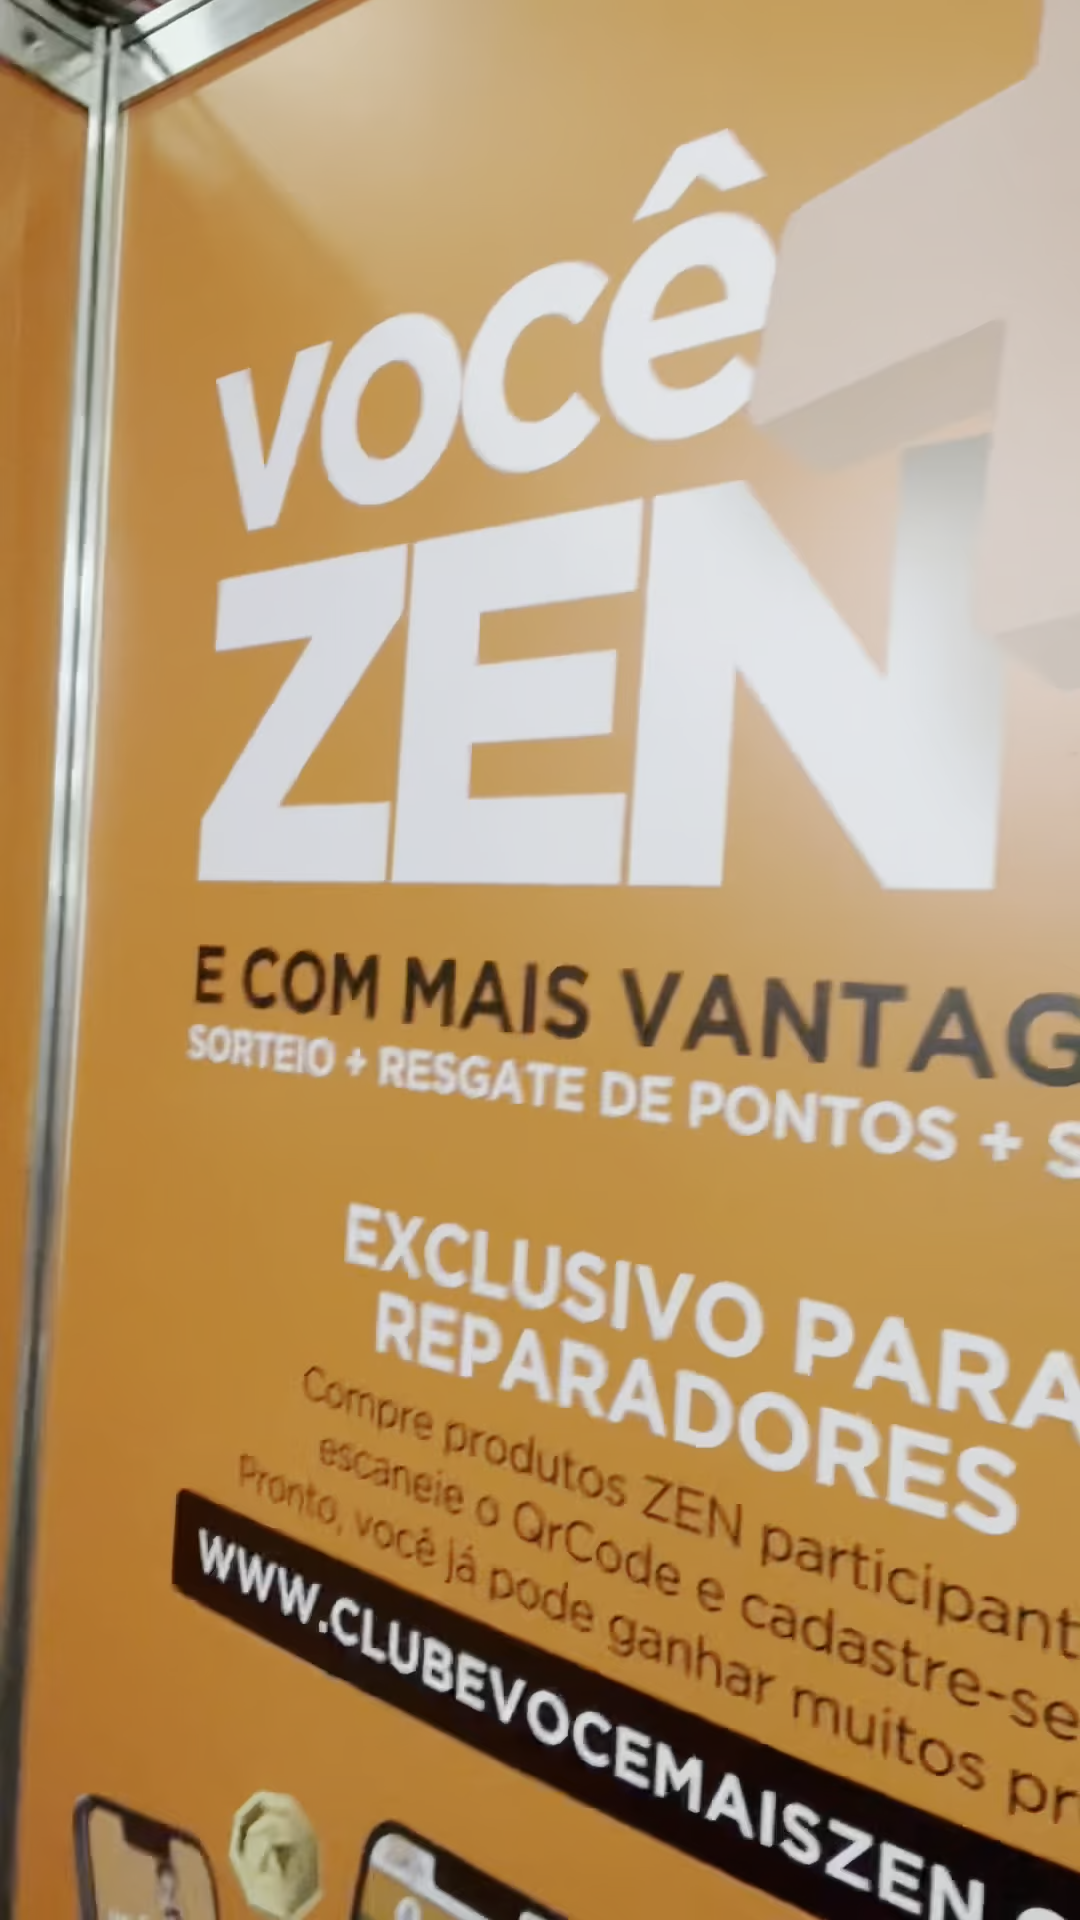 você
ZEN
E COM MAIS VANTAG
SORTEIO + RESGATE DE PONTOS + S
EXCLUSIVO PARA
REPARADORES
Compre produtos ZEN participant
escaneie o QrCode e cadastre-se
Pronto, você já pode ganhar muitos pr
WWW.CLUBEVOCEMAISZEN